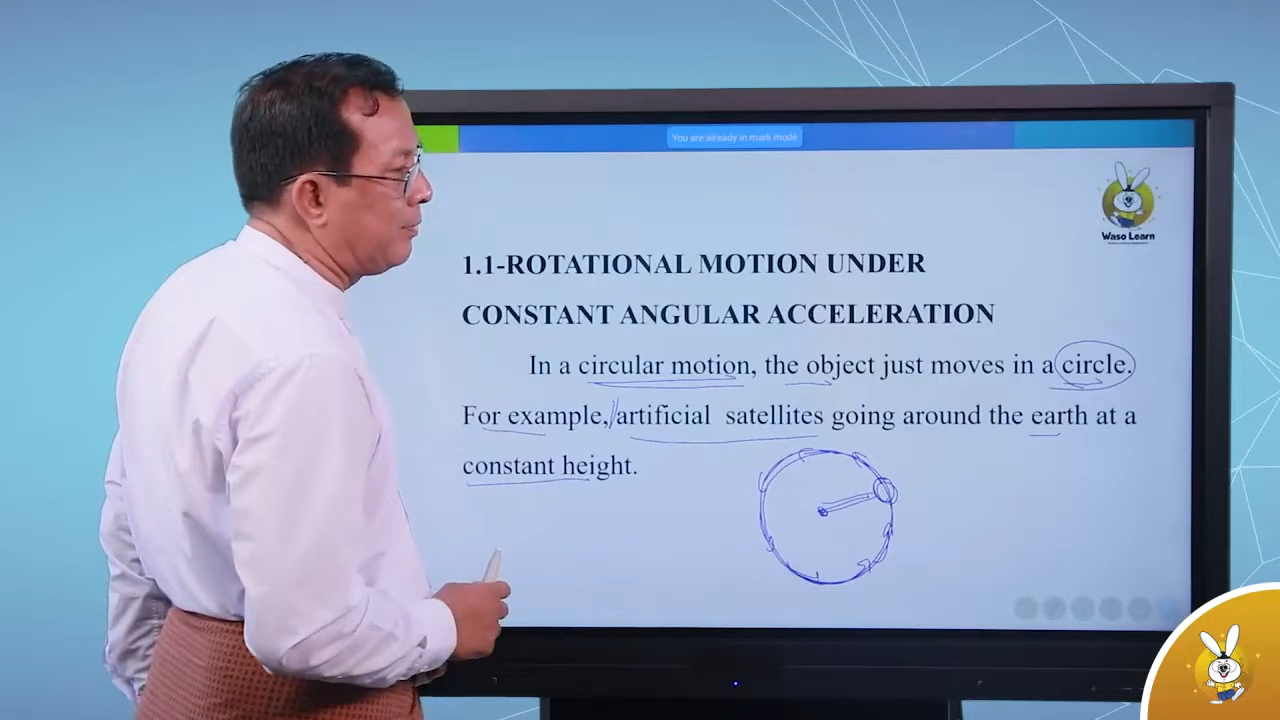 You are already in mark mode
Waso Learn
1.1-ROTATIONAL MOTION UNDER
CONSTANT ANGULAR ACCELERATION
In a circular motion, the object just moves in a circle.
For example, artificial satellites going around the earth at a
constant height.